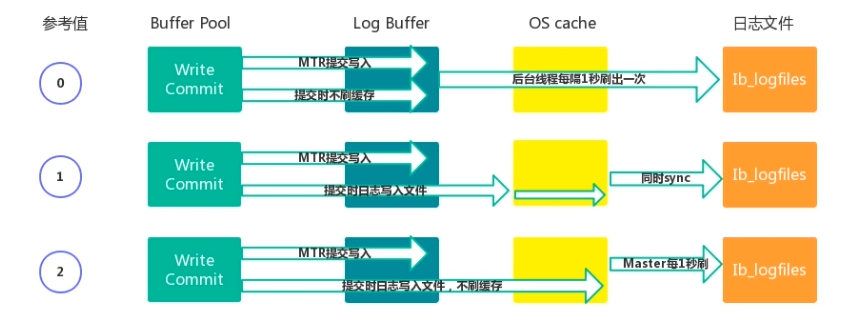 参考值 Buffer Pool Log Buffer OS cache 日志文件
0
Write
Commit
MTR提交写入
提交时不刷缓存
后台线程每隔1秒刷出一次
Ib_logfiles
1
Write
Commit
MTR提交写入
提交时日志写入文件
同时sync
Ib_logfiles
2
Write
Commit
MTR提交写入
提交时日志写入文件，不刷缓存
Master每1秒刷
Ib_logfiles